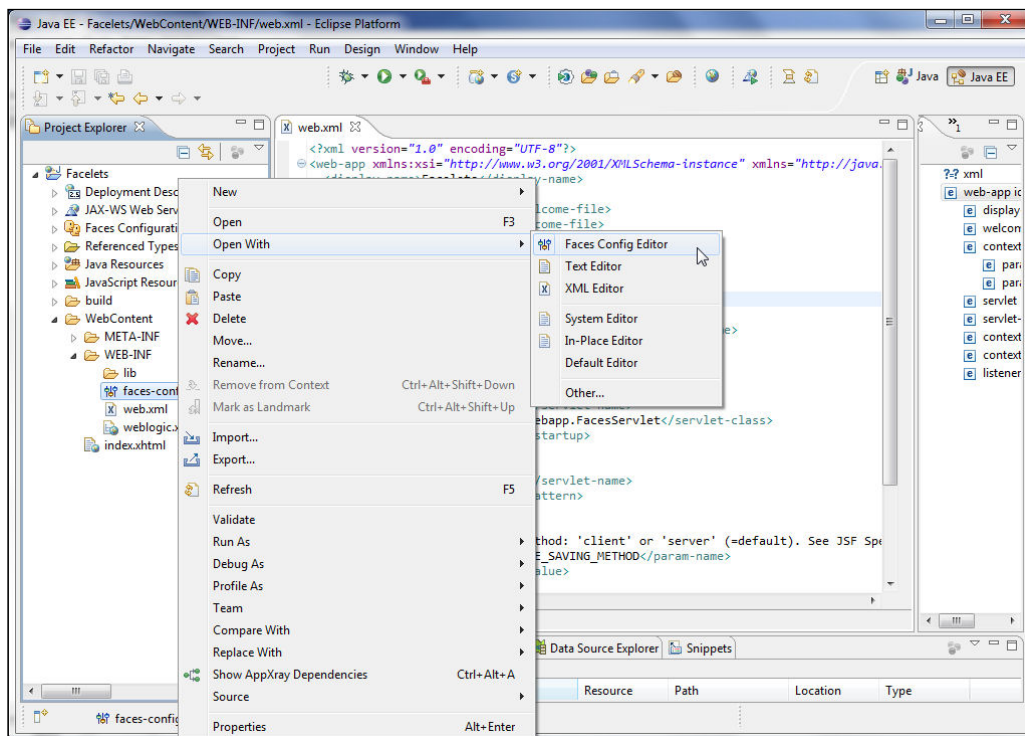 Java EE - Facelets/WebContent/WEB-INF/web.xml - Eclipse Platform
File Edit Refactor Navigate Search Project Run Design Window Help
Java Java EE
Project Explorer
web.xml
1
<?xml version="1.0" encoding="UTF-8"?>
<web-app xmlns:xsi="http://www.w3.org/2001/XMLSchema-instance" xmlns="http://java.
Facelets
Deployment Desc
JAX-WS Web Serv
Faces Configurati
Referenced Types
Java Resources
JavaScript Resour
build
WebContent
META-INF
WEB-INF
lib
faces-conf
web.xml
weblogic.x
index.xhtml
New
Open F3
Open With
Copy
Paste
Delete
Move...
Rename...
Remove from Context Ctrl+Alt+Shift+Down
Mark as Landmark Ctrl+Alt+Shift+Up
Import...
Export...
Refresh F5
Validate
Run As
Debug As
Profile As
Team
Compare With
Replace With
Show AppXray Dependencies Ctrl+Alt+A
Source
Properties Alt+Enter
Faces Config Editor
Text Editor
XML Editor
System Editor
In-Place Editor
Default Editor
Other...
lcome-file>
come-file>
e>
ebapp.FacesServlet</servlet-class>
startup>
/servlet-name>
attern>
thod: 'client' or 'server' (=default). See JSF Spe
E_SAVING_METHOD</param-name>
alue>
?-? xml
web-app ic
display
welcom
context
para
para
servlet
servlet-
context
context
listener
Data Source Explorer Snippets
Resource Path Location Type
faces-config